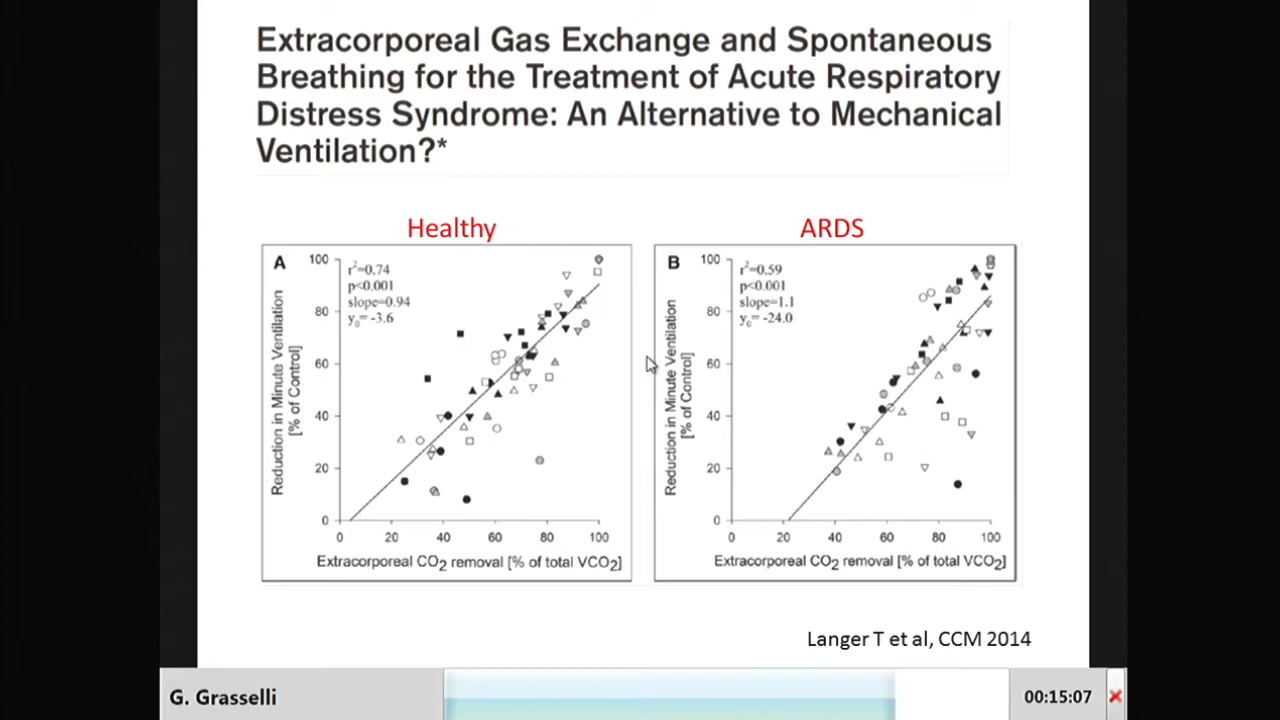 Extracorporeal Gas Exchange and Spontaneous
Breathing for the Treatment of Acute Respiratory
Distress Syndrome: An Alternative to Mechanical
Ventilation?*
Healthy
A
r²=0.74
p<0.001
slope=0.94
y₀= -3.6
Reduction in Minute Ventilation
[% of Control]
100
80
60
40
20
0
0 20 40 60 80 100
Extracorporeal CO₂ removal [% of total VCO₂]
ARDS
B
r²=0.59
p<0.001
slope=1.1
y₀= -24.0
Reduction in Minute Ventilation
[% of Control]
100
80
60
40
20
0
0 20 40 60 80 100
Extracorporeal CO₂ removal [% of total VCO₂]
Langer T et al, CCM 2014
G. Grasselli
00:15:07